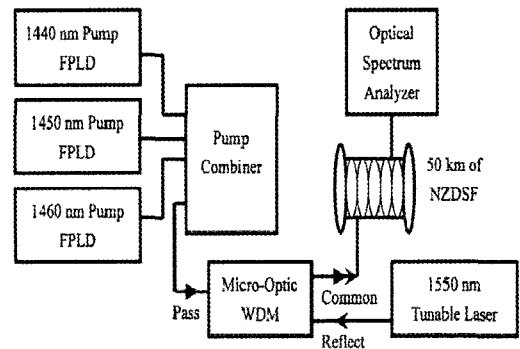 1440 nm Pump
FPLD
1450 nm Pump
FPLD
1460 nm Pump
FPLD
Pump
Combiner
Optical
Spectrum
Analyzer
50 km of
NZDSF
Pass
Micro-Optic
WDM
Common
Reflect
1550 nm
Tunable Laser